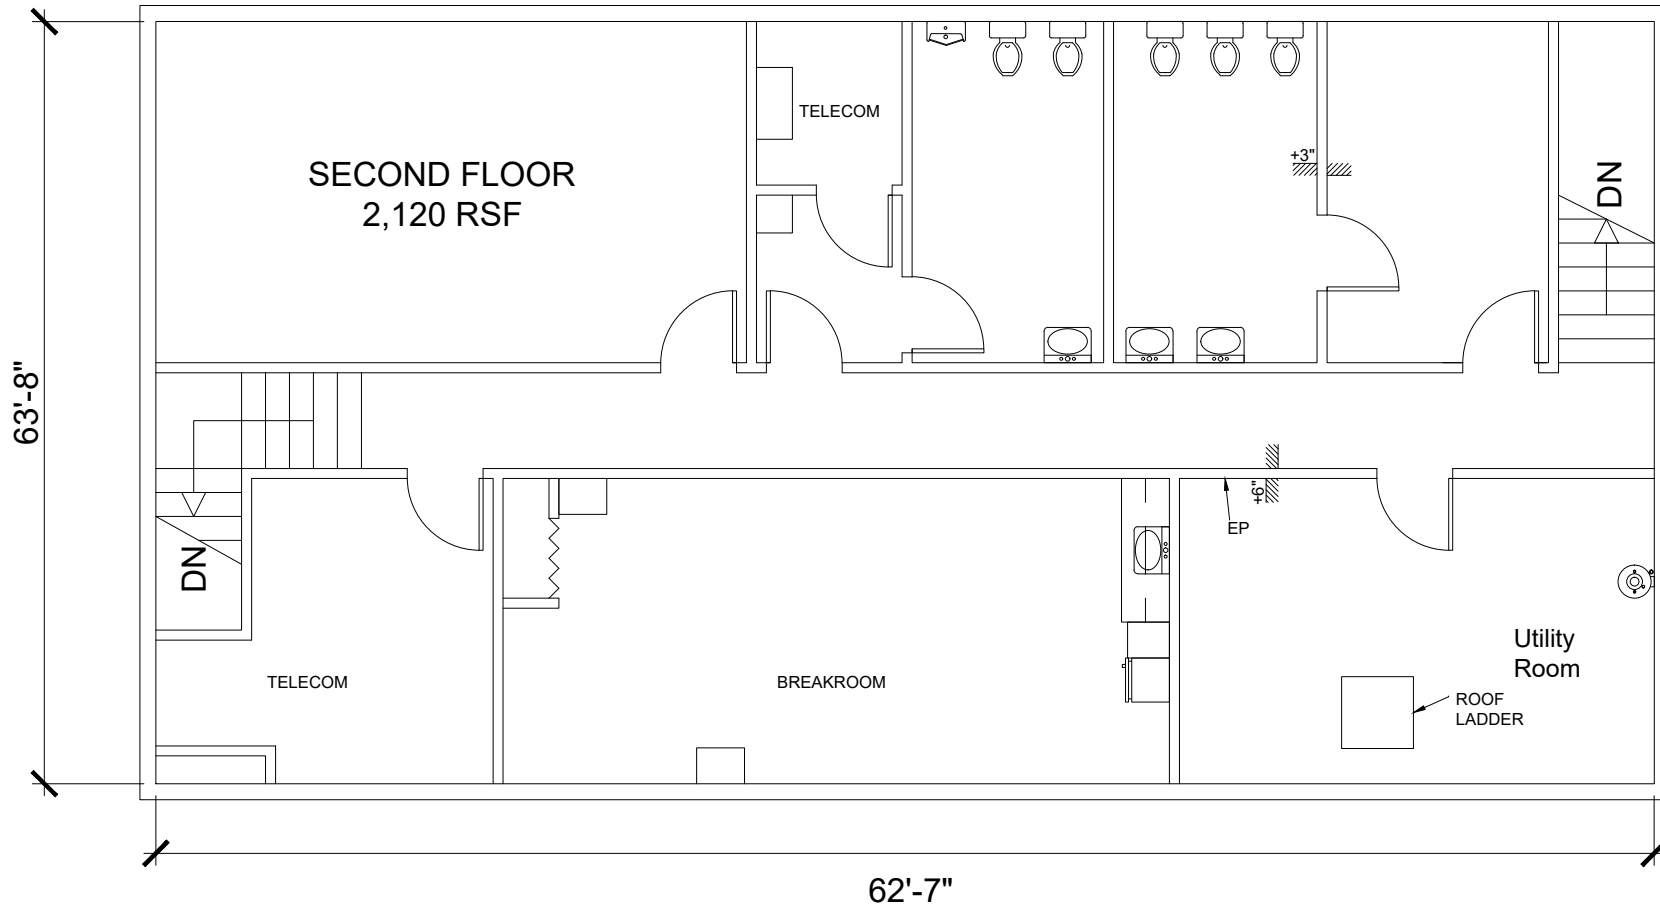 TELECOM
+3"
SECOND FLOOR
2,120 RSF
DN
63'-8"
+6"
EP
DN
Utility
Room
TELECOM
BREAKROOM
ROOF
LADDER
62'-7"